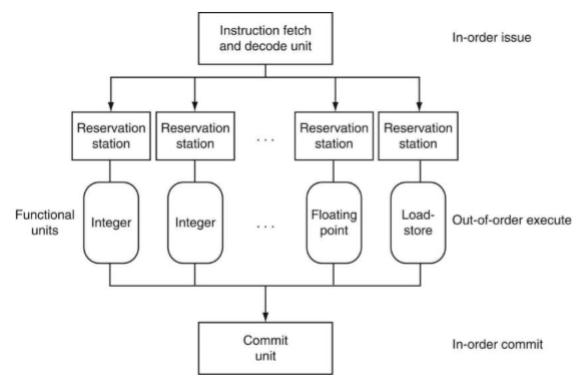 Instruction fetch
and decode unit
In-order issue
Reservation
station
Reservation
station
. . .
Reservation
station
Reservation
station
Functional
units
Integer
Integer
. . .
Floating
point
Load-
store
Out-of-order execute
Commit
unit
In-order commit